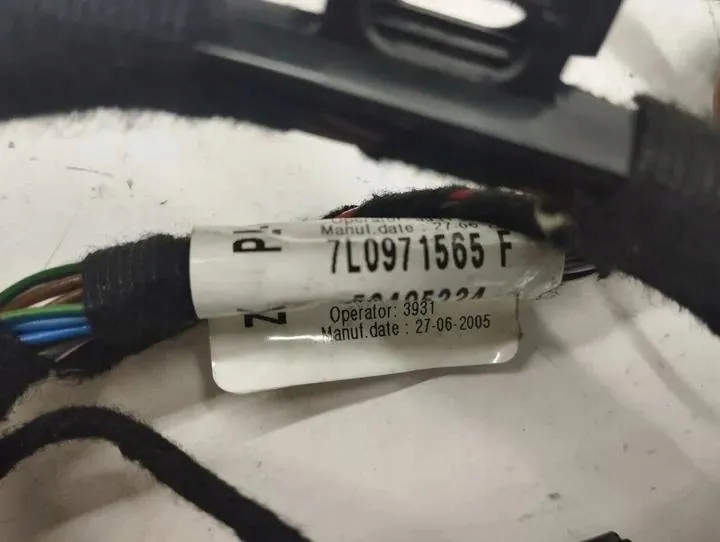 Manuf.date : 27-06
7L0971565 F
Operator: 3931
Manuf.date : 27-06-2005